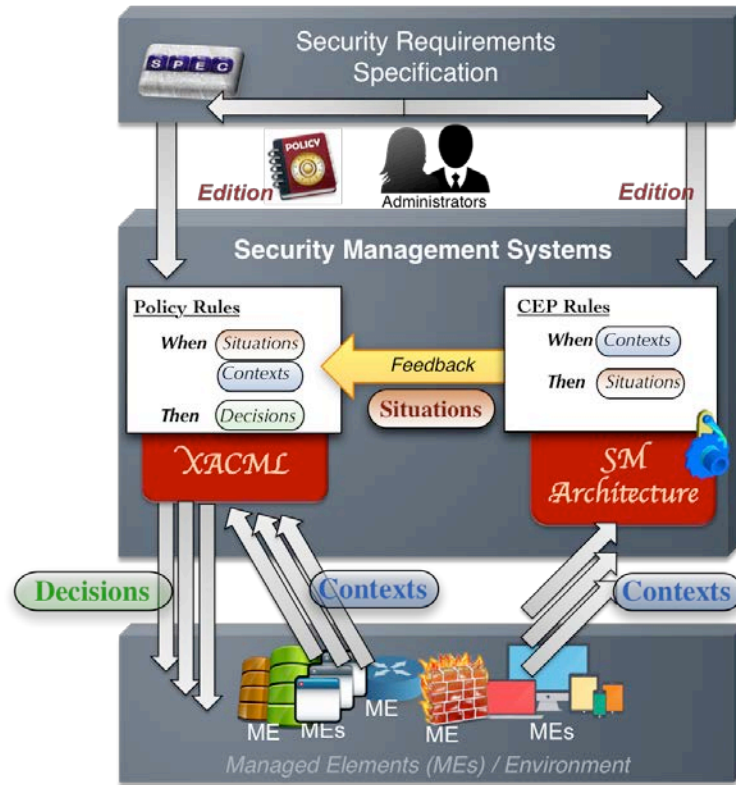 Security Requirements
Specification
SPEC
POLICY
Edition
Administrators
Edition
Security Management Systems
Policy Rules
When Situations
Contexts
Then Decisions
Feedback
Situations
CEP Rules
When Contexts
Then Situations
XACML
SM
Architecture
Decisions
Contexts
Contexts
ME
MEs
ME
ME
MEs
Managed Elements (MEs) / Environment